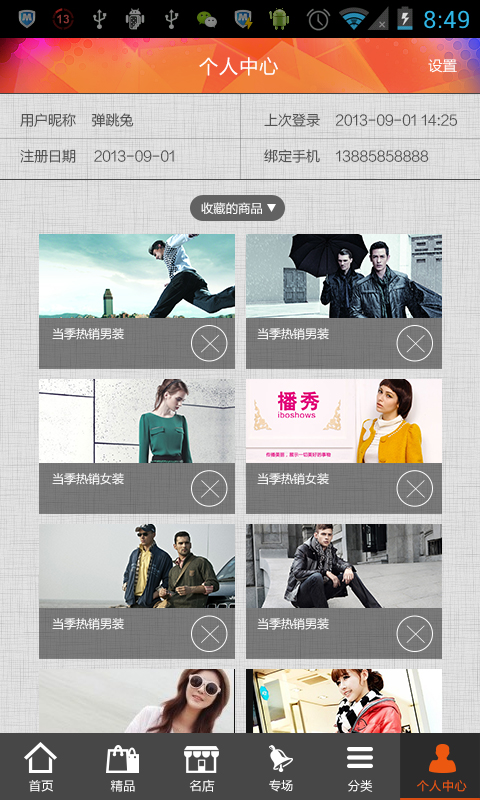 13
8:49
个人中心
设置
用户昵称 弹跳兔
上次登录 2013-09-01 14:25
注册日期 2013-09-01
绑定手机 13885858888
收藏的商品
当季热销男装
当季热销男装
播秀
iboshows
当季热销女装
当季热销女装
当季热销男装
当季热销男装
首页
精品
名店
专场
分类
个人中心